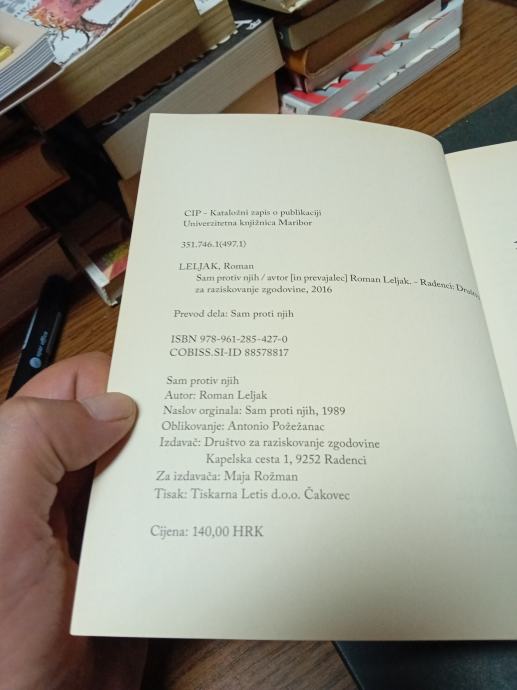 CIP - Kataložni zapis o publikaciji
Univerzitetna knjižnica Maribor
351.746.1(497.1)
LELJAK, Roman
Sam protiv njih / avtor [in prevajalec] Roman Leljak. - Radenci: Društvo
za raziskovanje zgodovine, 2016
Prevod dela: Sam proti njih
ISBN 978-961-285-427-0
COBISS.SI-ID 88578817
Sam protiv njih
Autor: Roman Leljak
Naslov orginala: Sam proti njih, 1989
Oblikovanje: Antonio Požežanac
Izdavač: Društvo za raziskovanje zgodovine
Kapelska cesta 1, 9252 Radenci
Za izdavača: Maja Rožman
Tisak: Tiskarna Letis d.o.o. Čakovec
Cijena: 140,00 HRK